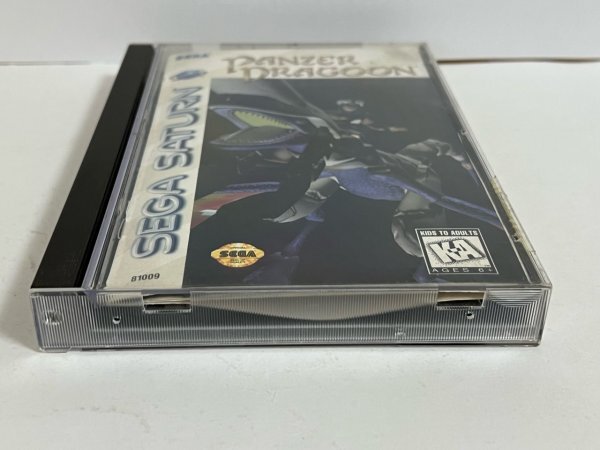 SEGA
PANZER
DRAGOON
SEGA SATURN
SEGA
81009
KIDS TO ADULTS
K-A
AGES 6+